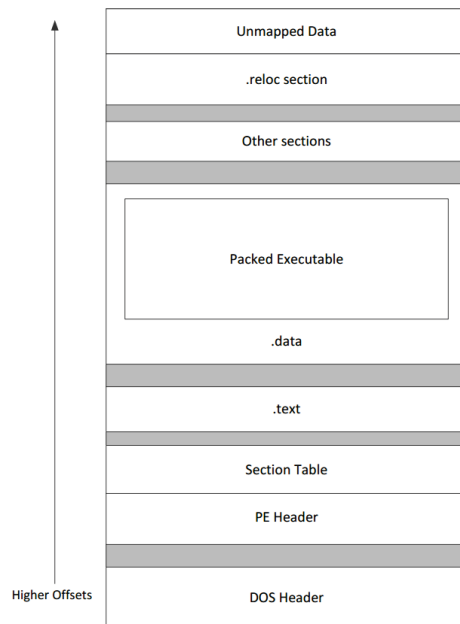 Unmapped Data
.reloc section
Other sections
Packed Executable
.data
.text
Section Table
PE Header
Higher Offsets
DOS Header